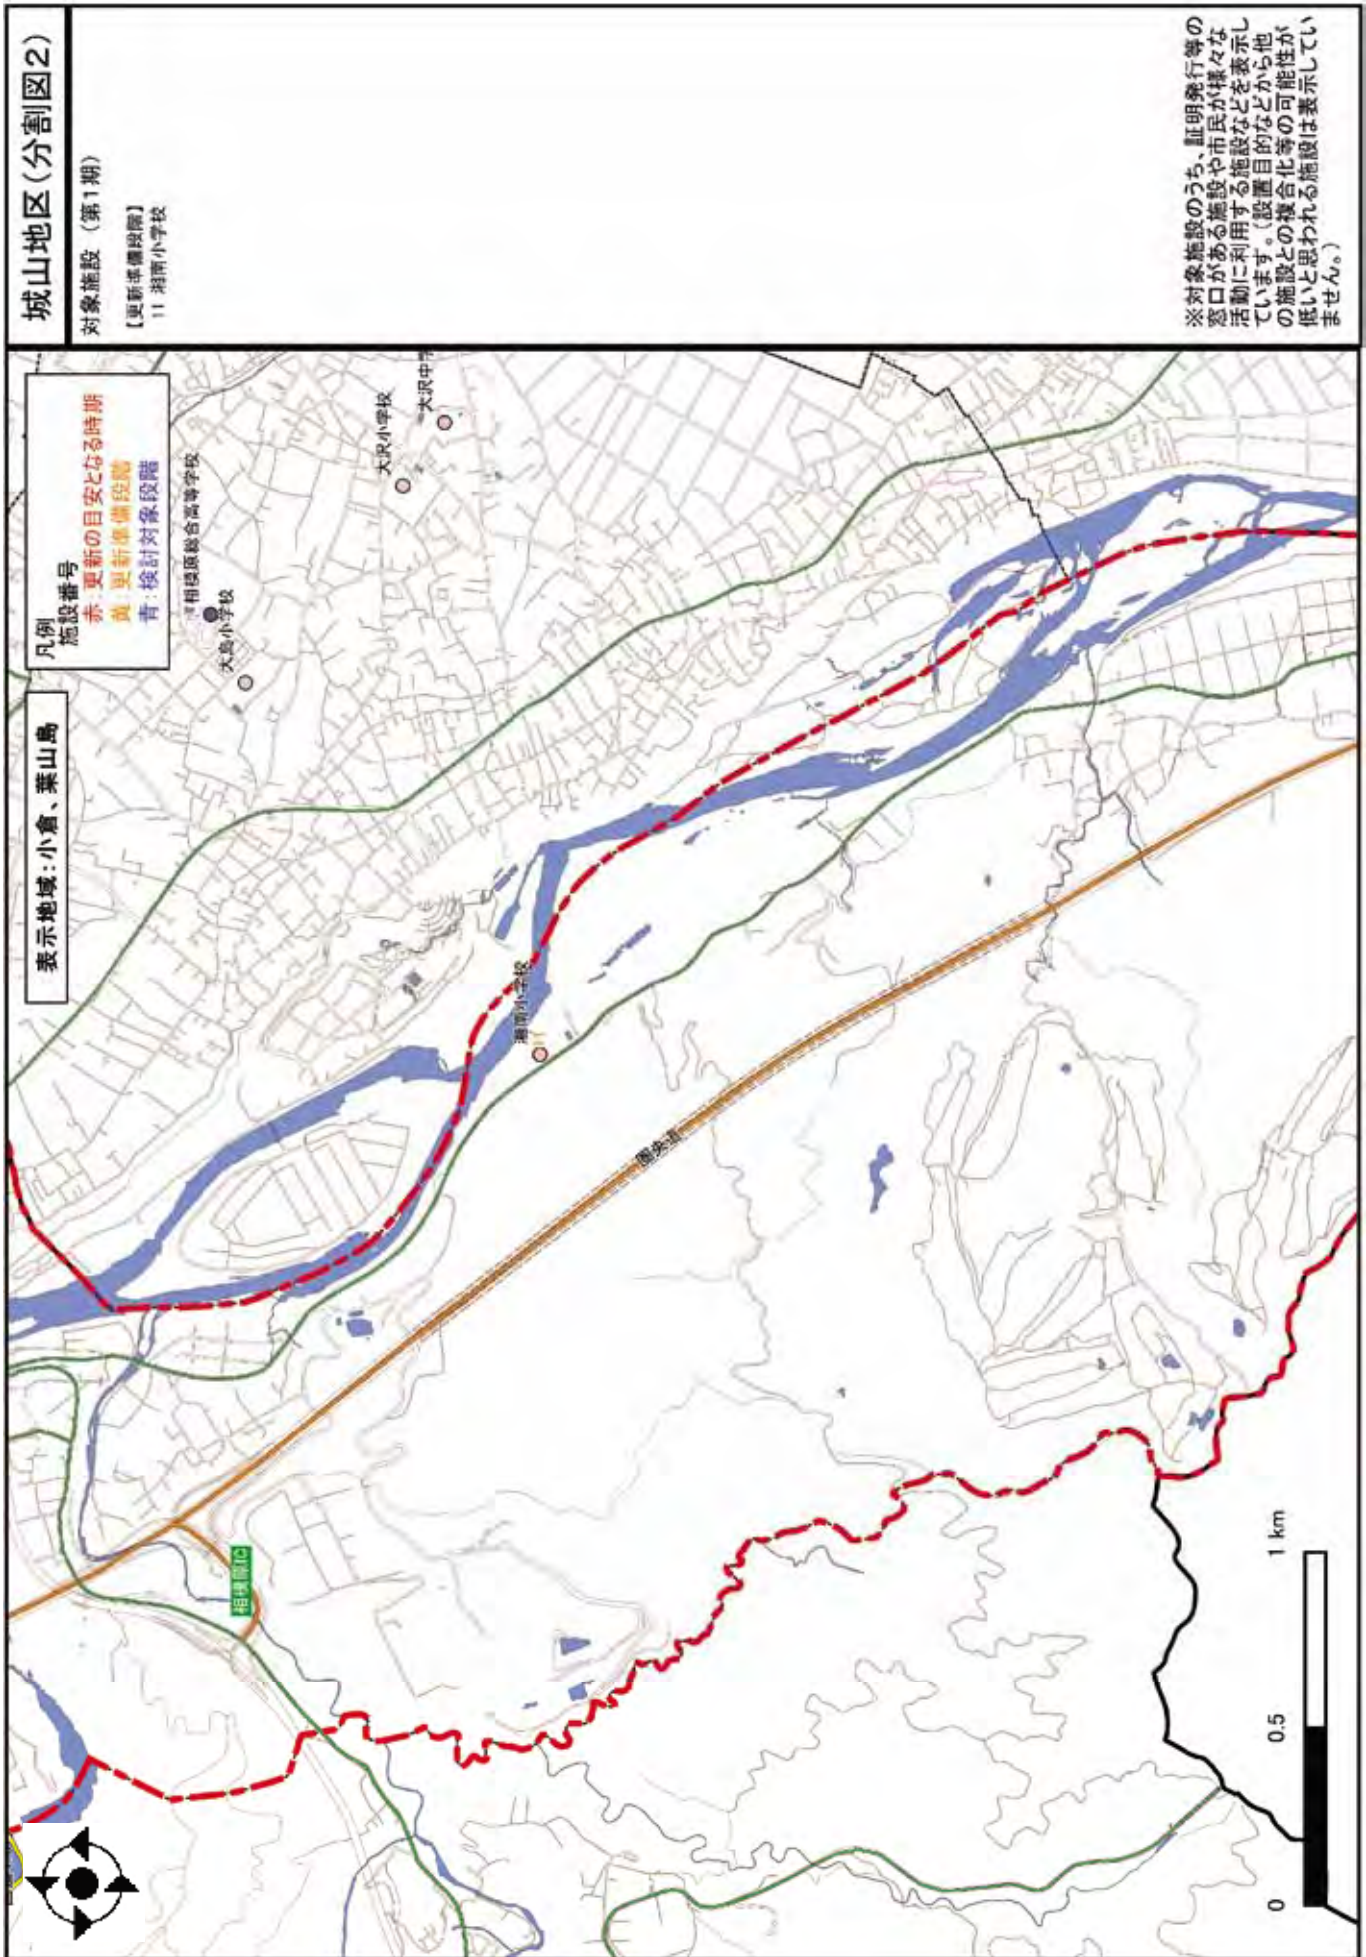 城山地区(分割図2)
対象施設 (第1期)
【更新準備段階】
11 湘南小学校
※対象施設のうち、証明発行等の
窓口がある施設や市民が様々な
活動に利用する施設などを表示し
ています。(設置目的などから他
の施設との複合化等の可能性が
低いと思われる施設は表示してい
ません。)
表示地域:小倉、葉山島
凡例
施設番号
赤:更新の目安となる時期
黄:更新準備段階
青:検討対象段階
相模原総合高等学校
大島小学校
大沢小学校
大沢中学
湘南小学校
11
圏央道
相模原IC
0
0.5
1 km